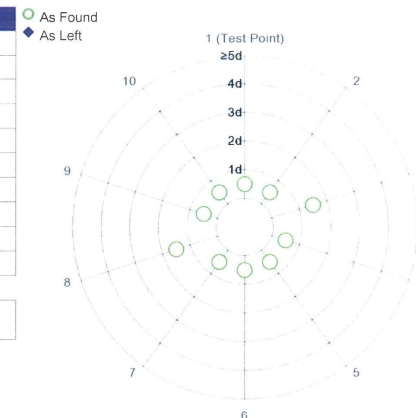 As Found
As Left
1 (Test Point)
≥5d
4d
3d
2d
1d
10
2
9
8
7
5
6